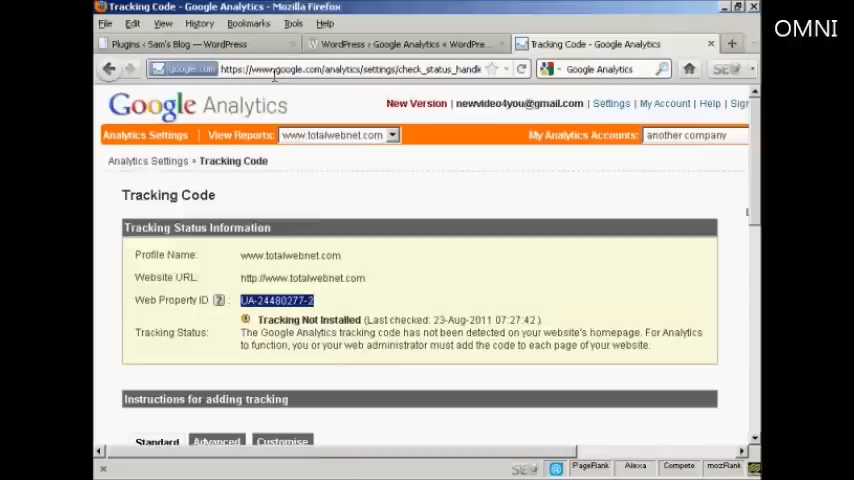 Tracking Code - Google Analytics - Mozilla Firefox
OMNI
File Edit View History Bookmarks Tools Help
Plugins ‹ Sam's Blog — WordPress
WordPress › Google Analytics « WordPre...
Tracking Code - Google Analytics
google.com https://www.google.com/analytics/settings/check_status_handl
Google Analytics
SE
Google Analytics
New Version | newvideo4you@gmail.com | Settings | My Account | Help | Sign
Analytics Settings | View Reports: www.totalwebnet.com
My Analytics Accounts: another company
Analytics Settings > Tracking Code
Tracking Code
Tracking Status Information
Profile Name: www.totalwebnet.com
Website URL: http://www.totalwebnet.com
Web Property ID ? : UA-24480277-2
Tracking Not Installed (Last checked: 23-Aug-2011 07:27:42 )
Tracking Status: The Google Analytics tracking code has not been detected on your website's homepage. For Analytics
to function, you or your web administrator must add the code to each page of your website.
Instructions for adding tracking
Standard Advanced Customise
SE PageRank Alexa Compete mozRank